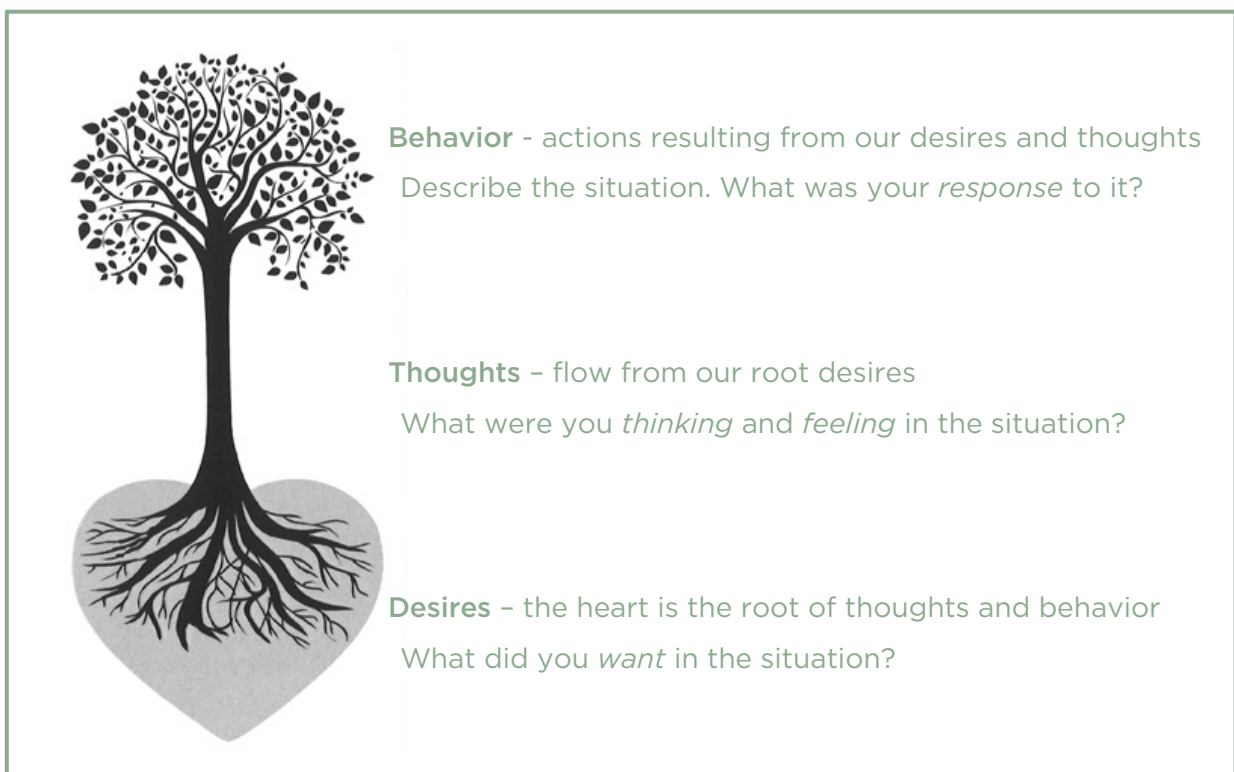 Behavior - actions resulting from our desires and thoughts
Describe the situation. What was your response to it?
Thoughts – flow from our root desires
What were you thinking and feeling in the situation?
Desires – the heart is the root of thoughts and behavior
What did you want in the situation?